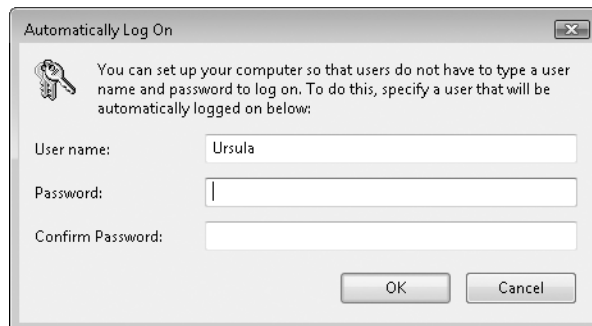 Automatically Log On
You can set up your computer so that users do not have to type a user
name and password to log on. To do this, specify a user that will be
automatically logged on below:
User name:
Ursula
Password:
Confirm Password:
OK
Cancel